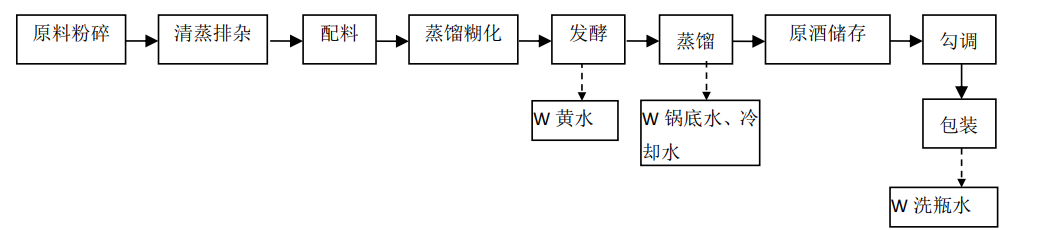 原料粉碎
清蒸排杂
配料
蒸馏糊化
发酵
蒸馏
原酒储存
勾调
包装
W 黄水
W 锅底水、冷
却水
W 洗瓶水